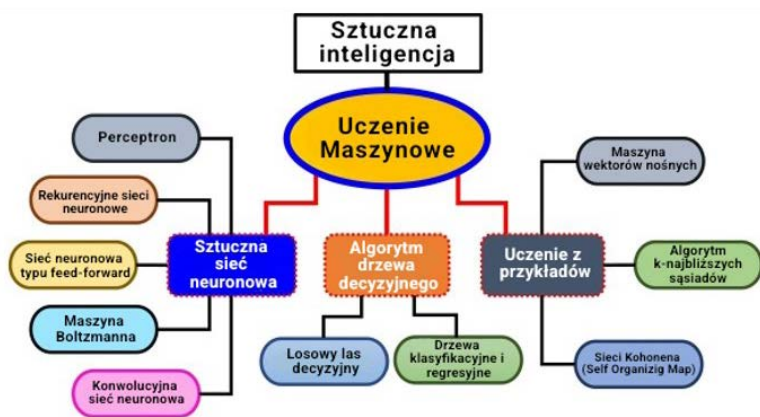 Sztuczna
inteligencja
Uczenie
Maszynowe
Perceptron
Rekurencyjne sieci
neuronowe
Sieć neuronowa
typu feed-forward
Maszyna
Boltzmanna
Konwolucyjna
sieć neuronowa
Sztuczna
sieć
neuronowa
Algorytm
drzewa
decyzyjnego
Losowy las
decyzyjny
Drzewa
klasyfikacyjne i
regresyjne
Uczenie z
przykładów
Maszyna
wektorów nośnych
Algorytm
k-najbliższych
sąsiadów
Sieci Kohonena
(Self Organizig Map)